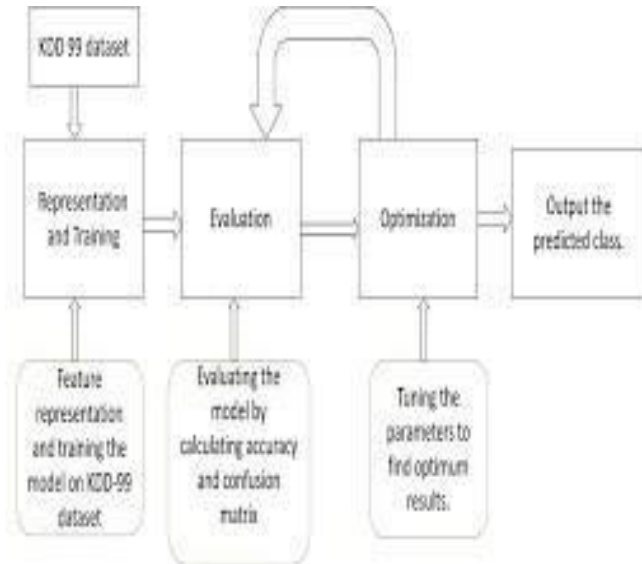 KDD 99 dataset
Representation
and Training
Evaluation
Optimization
Output the
predicted class.
Feature
representation
and training the
model on KDD-99
dataset
Evaluating the
model by
calculating accuracy
and confusion
matrix
Tuning the
parameters to
find optimum
results.